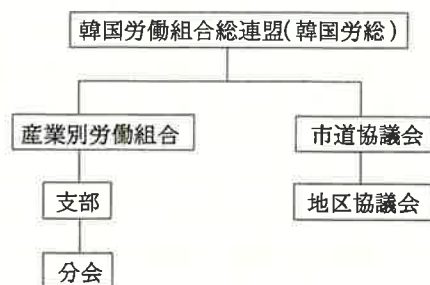 韓国労働組合総連盟(韓国労総)
産業別労働組合
市道協議会
支部
地区協議会
分会